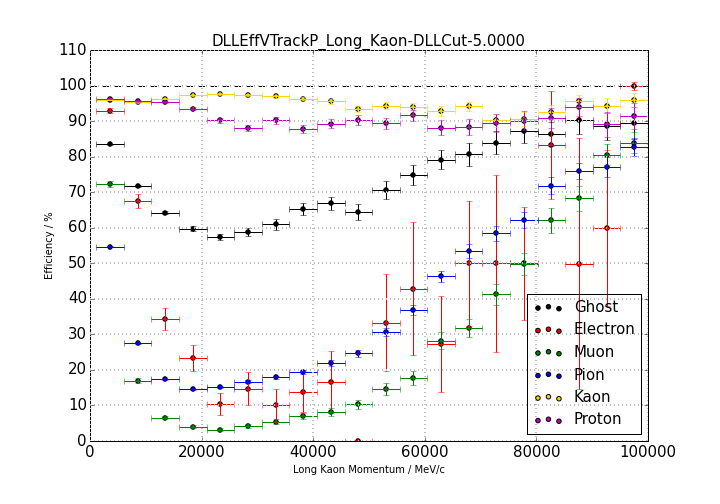 DLLEffVTrackP_Long_Kaon-DLLCut-5.0000
110
100
90
80
70
60
50
40
30
20
10
0
Efficiency / %
Ghost
Electron
Muon
Pion
Kaon
Proton
0 20000 40000 60000 80000 100000
Long Kaon Momentum / MeV/c